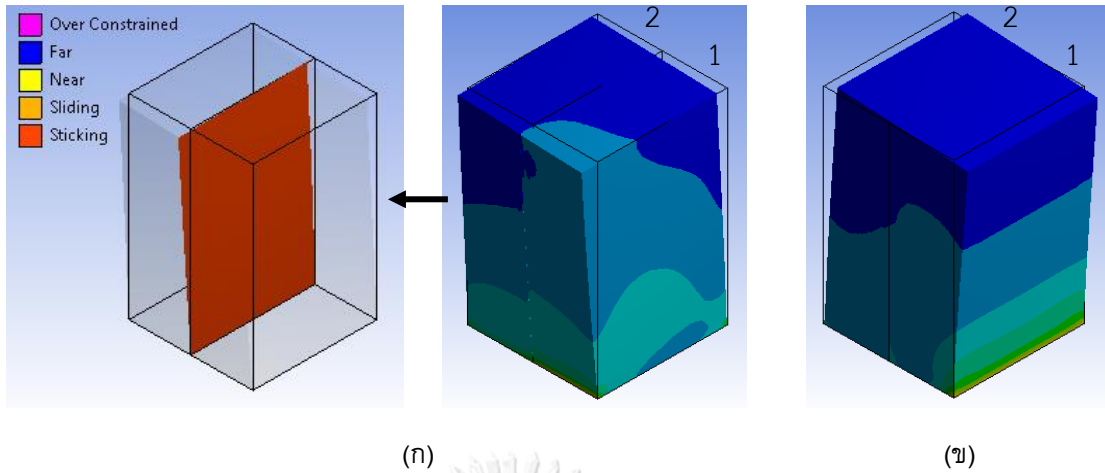 Over Constrained
Far
Near
Sliding
Sticking
2
1
2
1
(ก)
(ข)